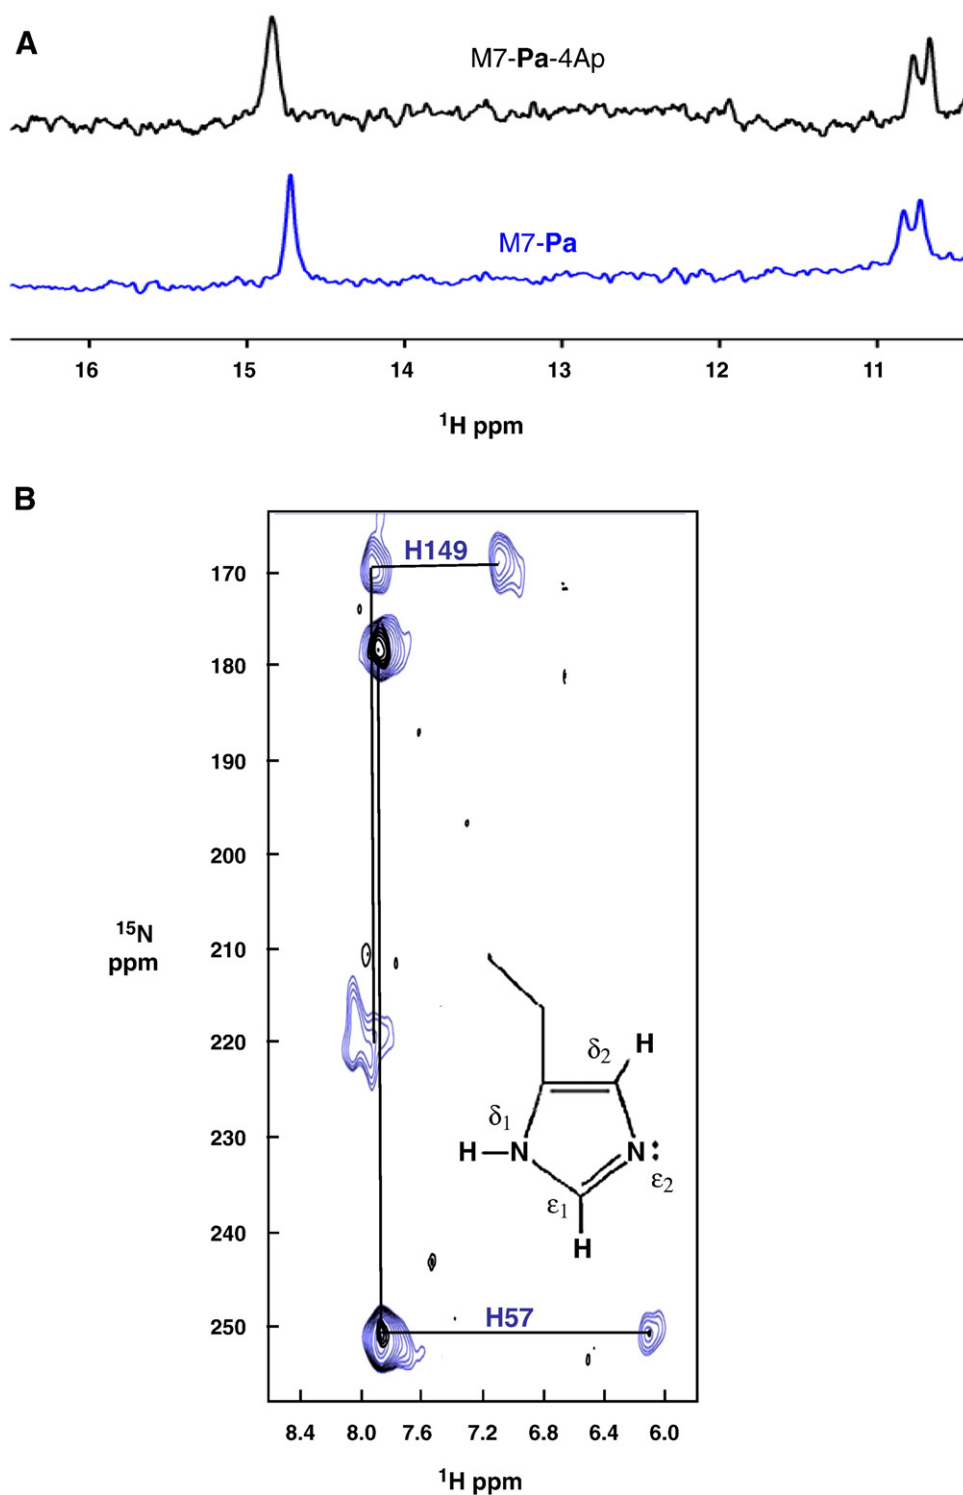 A
M7-Pa-4Ap
M7-Pa
16 15 14 13 12 11
¹H ppm
B
H149
170
180
190
200
210
220
230
240
250
¹⁵N
ppm
δ₂ H
δ₁
H N N:
ε₂
ε₁
H
H57
8.4 8.0 7.6 7.2 6.8 6.4 6.0
¹H ppm